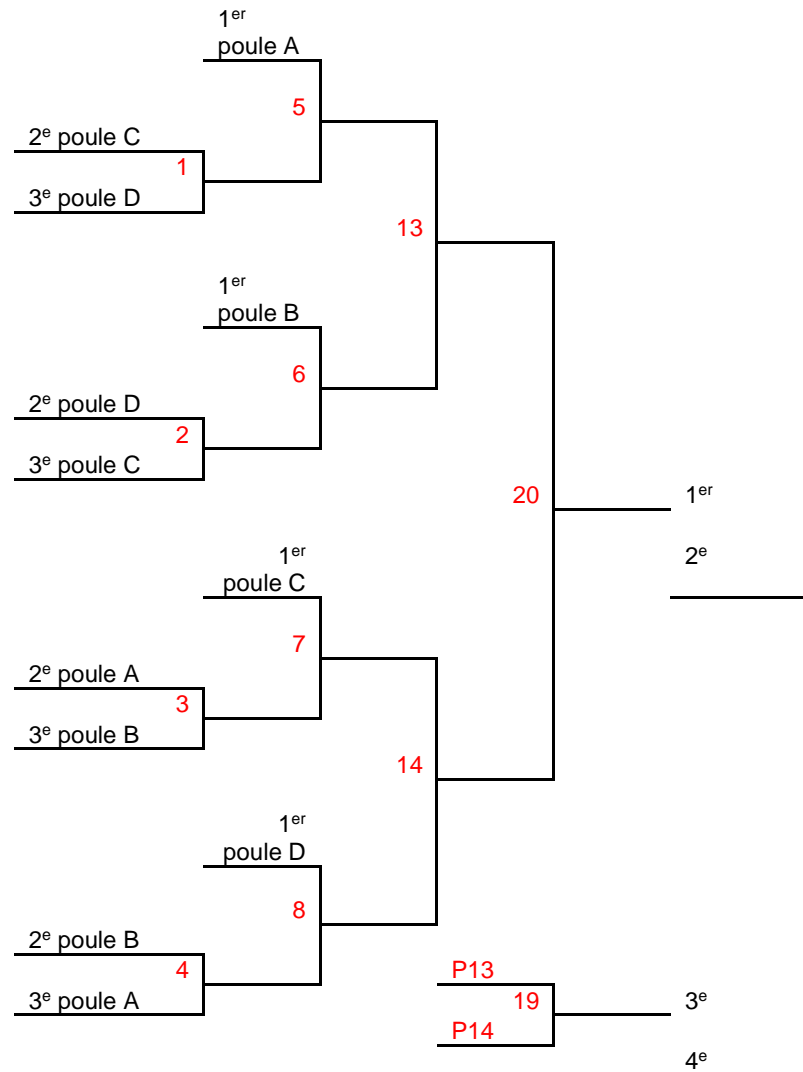 1er
poule A
5
2e poule C
1
3e poule D
13
1er
poule B
6
2e poule D
2
3e poule C
20
1er
2e
1er
poule C
7
2e poule A
3
3e poule B
14
1er
poule D
8
2e poule B
4
3e poule A
P13
19
3e
P14
4e